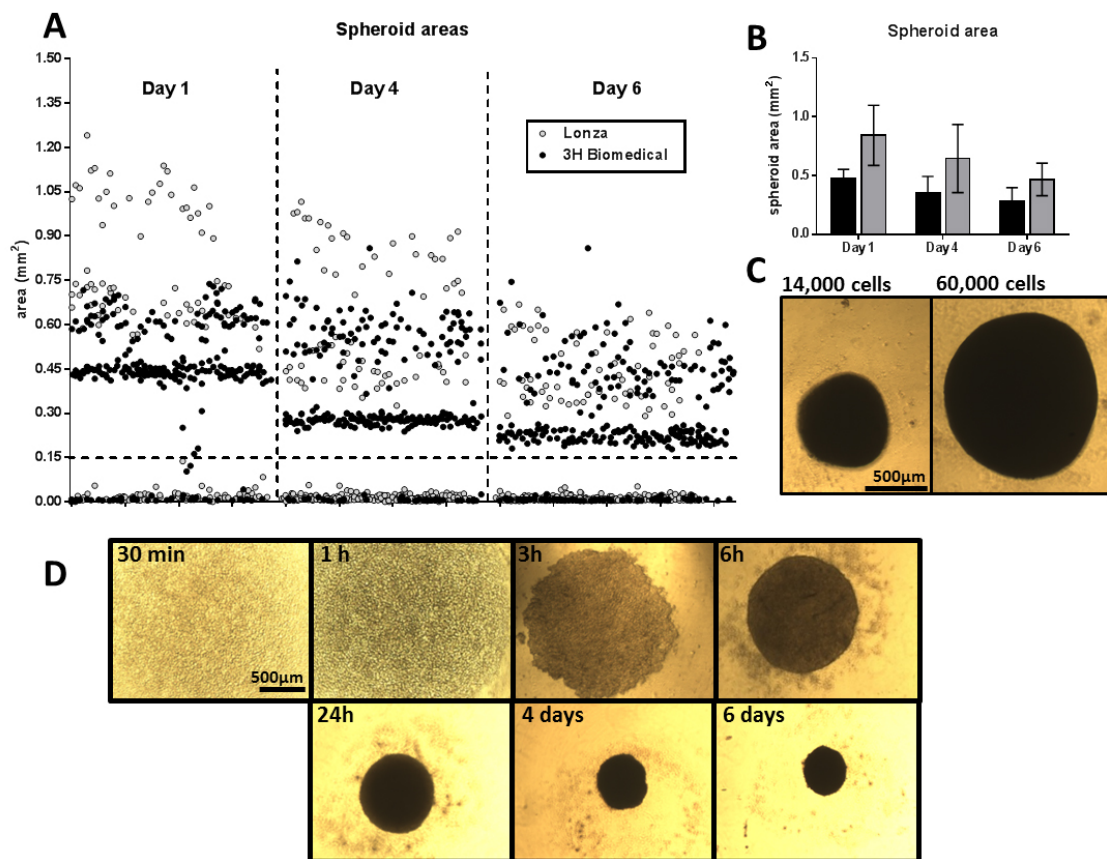 A
Spheroid areas
1.50
1.35
1.20
1.05
0.90
0.75
0.60
0.45
0.30
0.15
0.00
area (mm²)
Day 1
Day 4
Day 6
Lonza
3H Biomedical
B
Spheroid area
1.5
1.0
0.5
0.0
spheroid area (mm²)
Day 1
Day 4
Day 6
C
14,000 cells
60,000 cells
500µm
D
30 min
1 h
3h
6h
500µm
24h
4 days
6 days